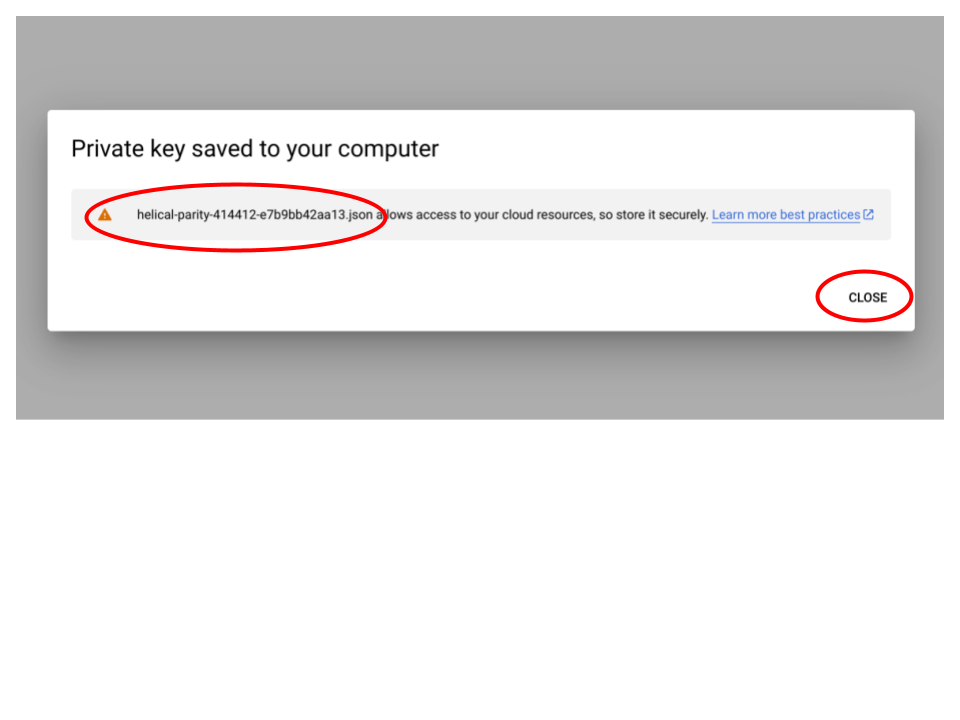 Private key saved to your computer
helical-parity-414412-e7b9bb42aa13.json allows access to your cloud resources, so store it securely. Learn more best practices
CLOSE